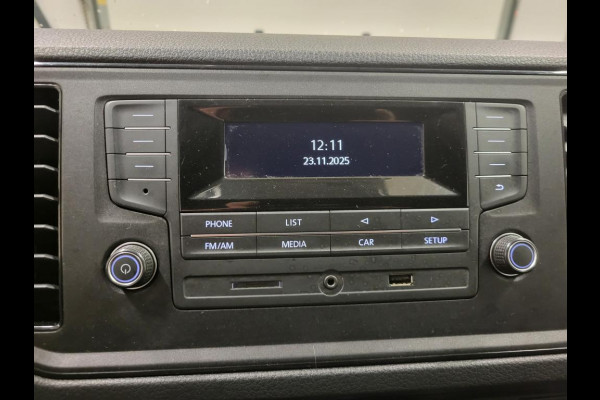 12:11
23.11.2025
PHONE LIST
FM/AM MEDIA CAR SETUP